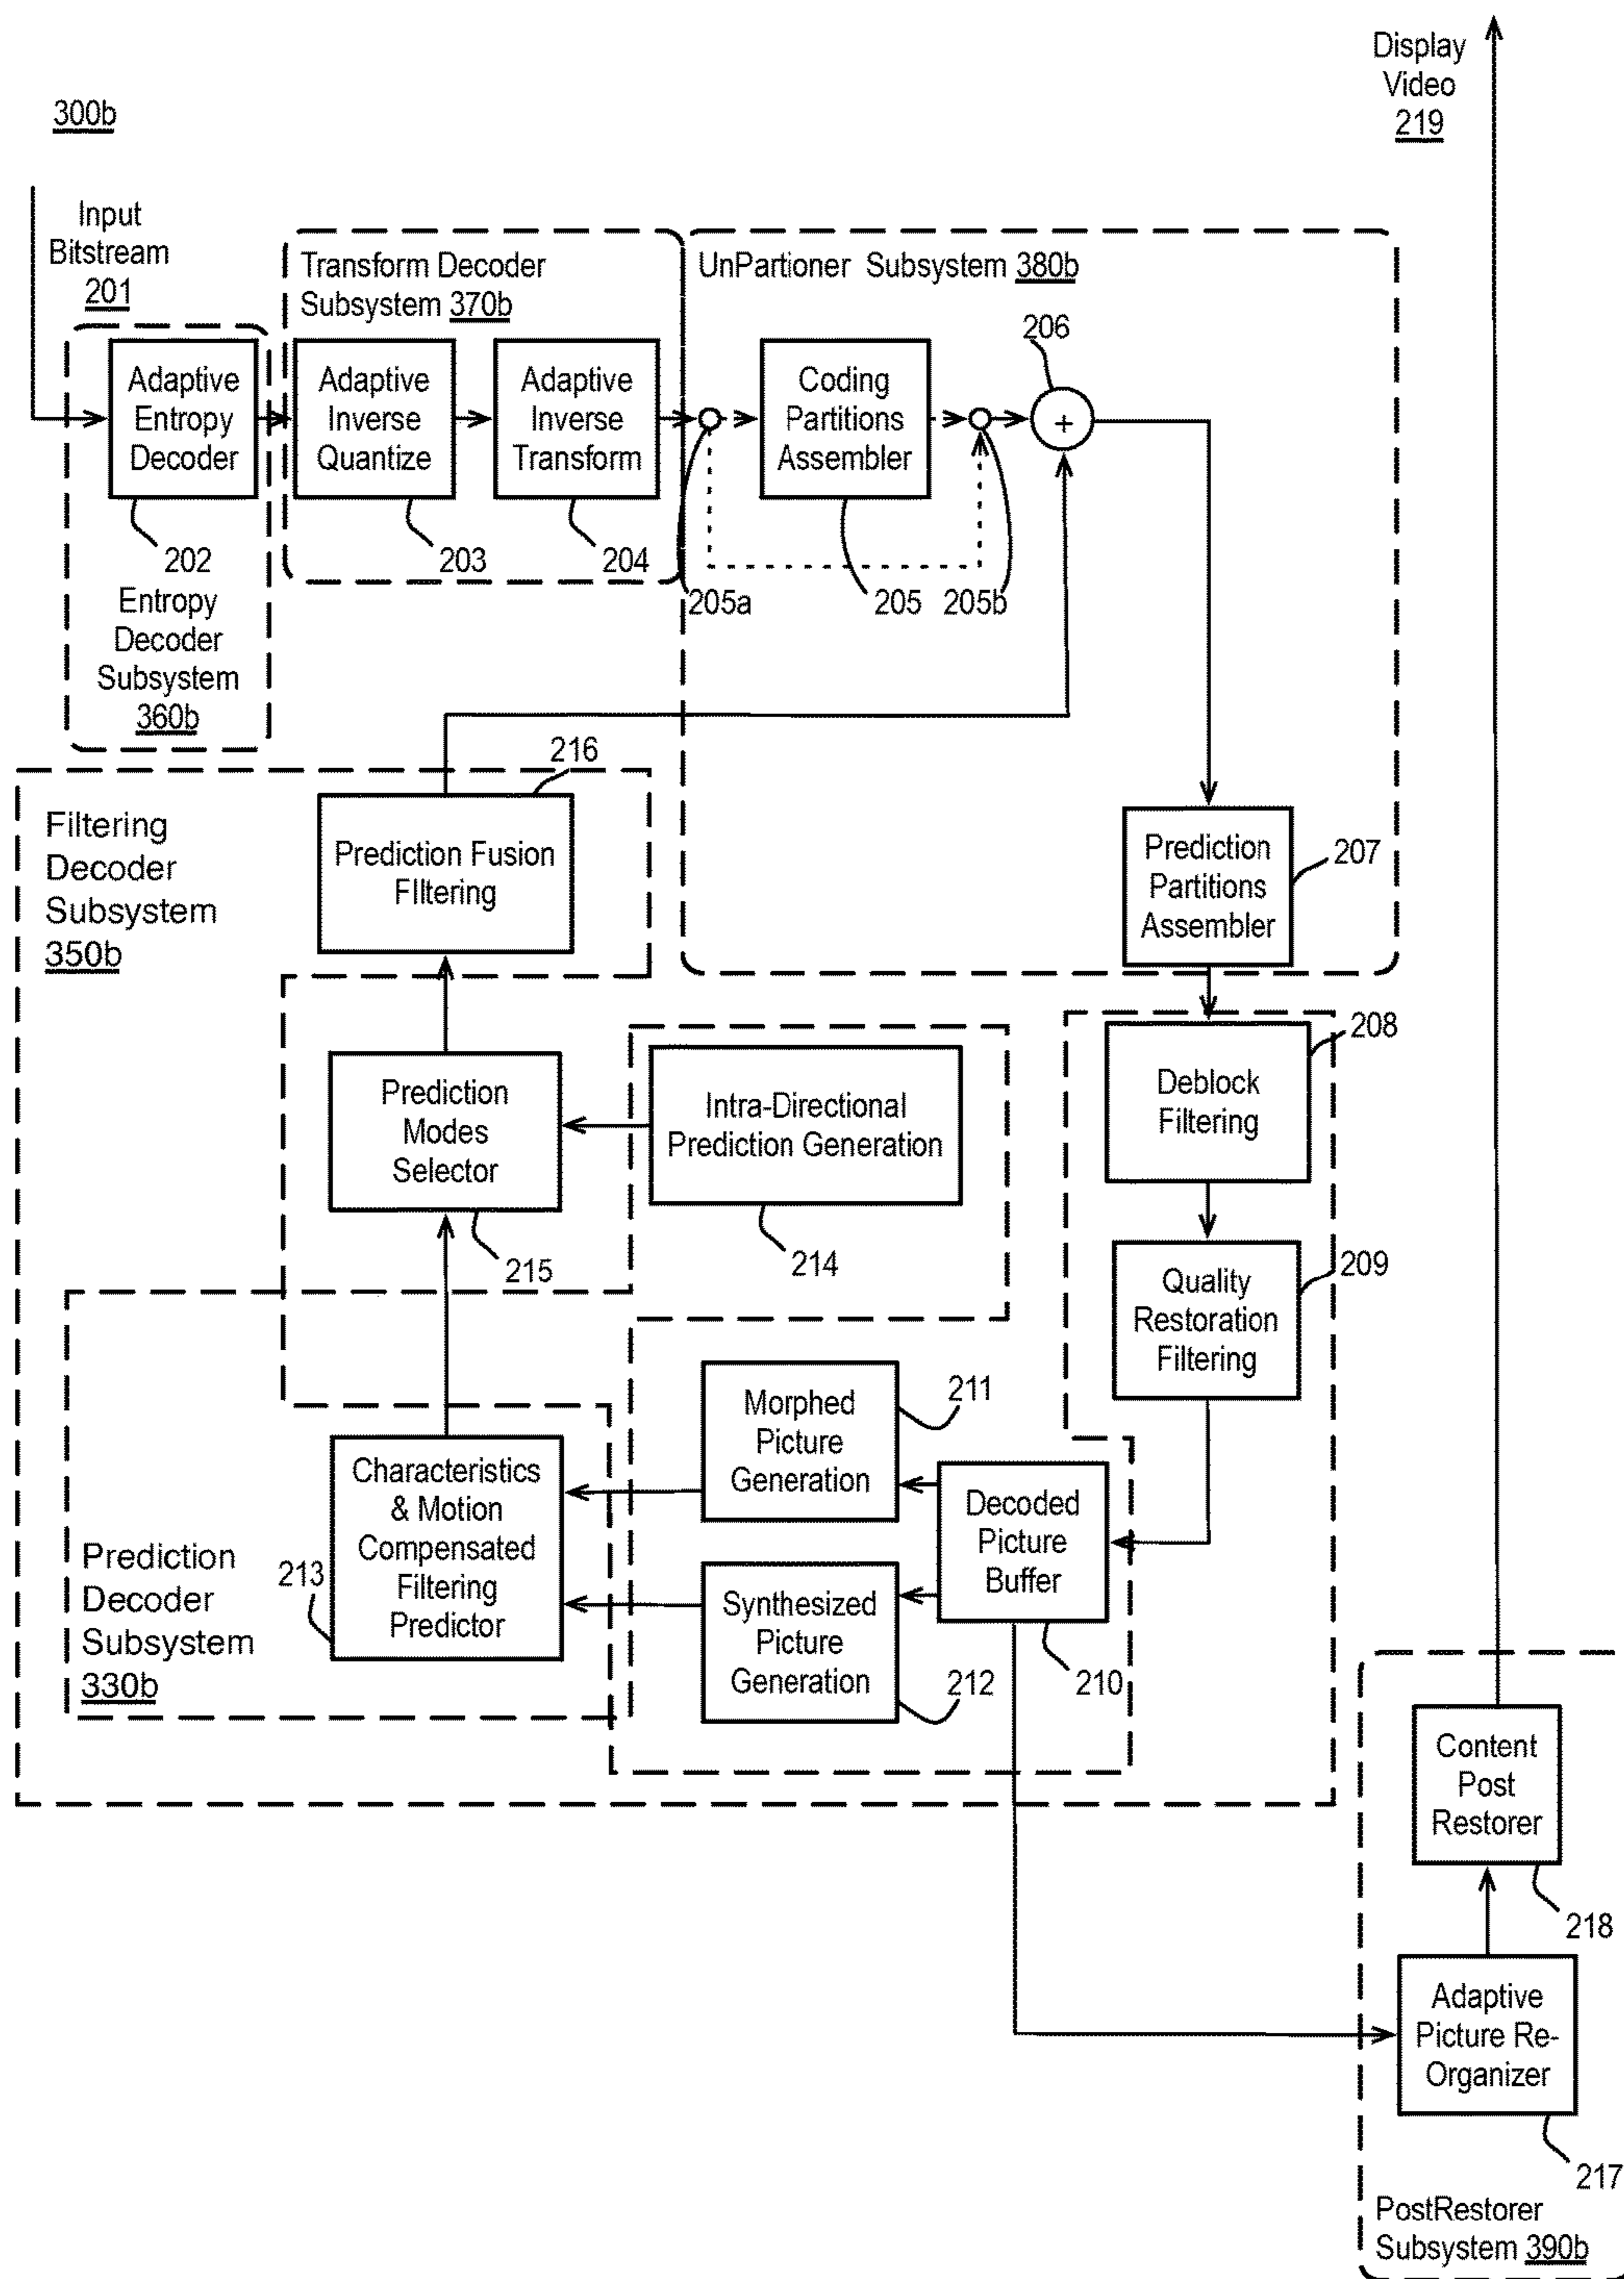 Display
Video
219
300b
Input
Bitstream
201
Transform Decoder
Subsystem 370b
UnPartioner Subsystem 380b
206
Adaptive
Entropy
Decoder
Adaptive
Inverse
Quantize
Adaptive
Inverse
Transform
Coding
Partitions
Assembler
+
202
203
204
205a
205
205b
Entropy
Decoder
Subsystem
360b
216
Filtering
Decoder
Subsystem
350b
Prediction Fusion
FIltering
Prediction
Partitions
Assembler
207
208
Prediction
Modes
Selector
Intra-Directional
Prediction Generation
Deblock
Filtering
215
214
209
Quality
Restoration
Filtering
211
Morphed
Picture
Generation
Characteristics
& Motion
Compensated
Filtering
Predictor
213
Decoded
Picture
Buffer
Prediction
Decoder
Subsystem
330b
Synthesized
Picture
Generation
212
210
Content
Post
Restorer
218
Adaptive
Picture Re-
Organizer
217
PostRestorer
Subsystem 390b